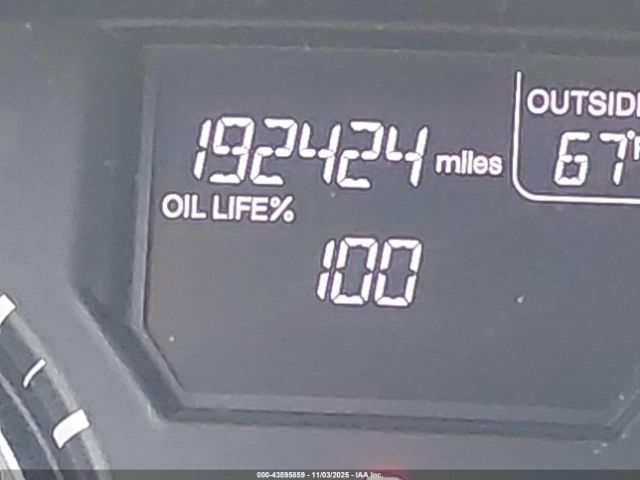 192424 miles
OUTSIDE
67°F
OIL LIFE%
100
000-43595859 - 11/03/2025 - IAA Inc.